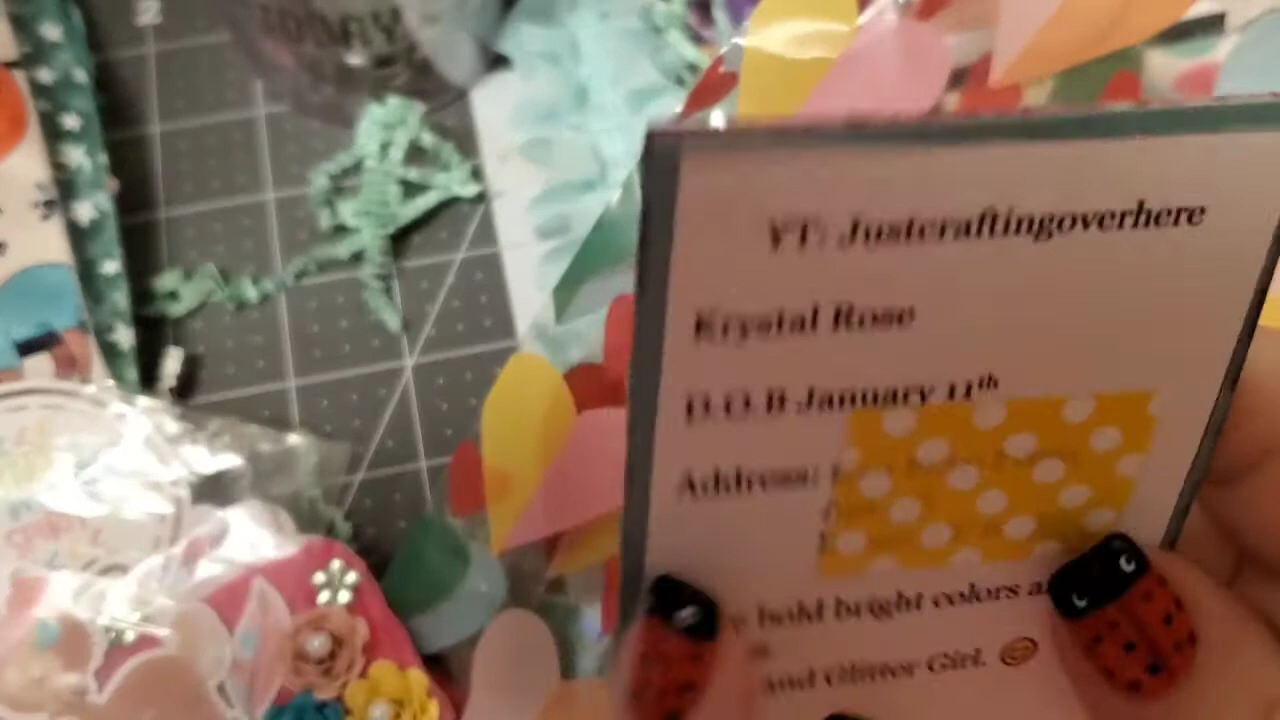 YT: Justcraftingoverhere
Krystal Rose
D.O.B January 11th
Address:
bold bright colors
and Glitter Girl. 😊